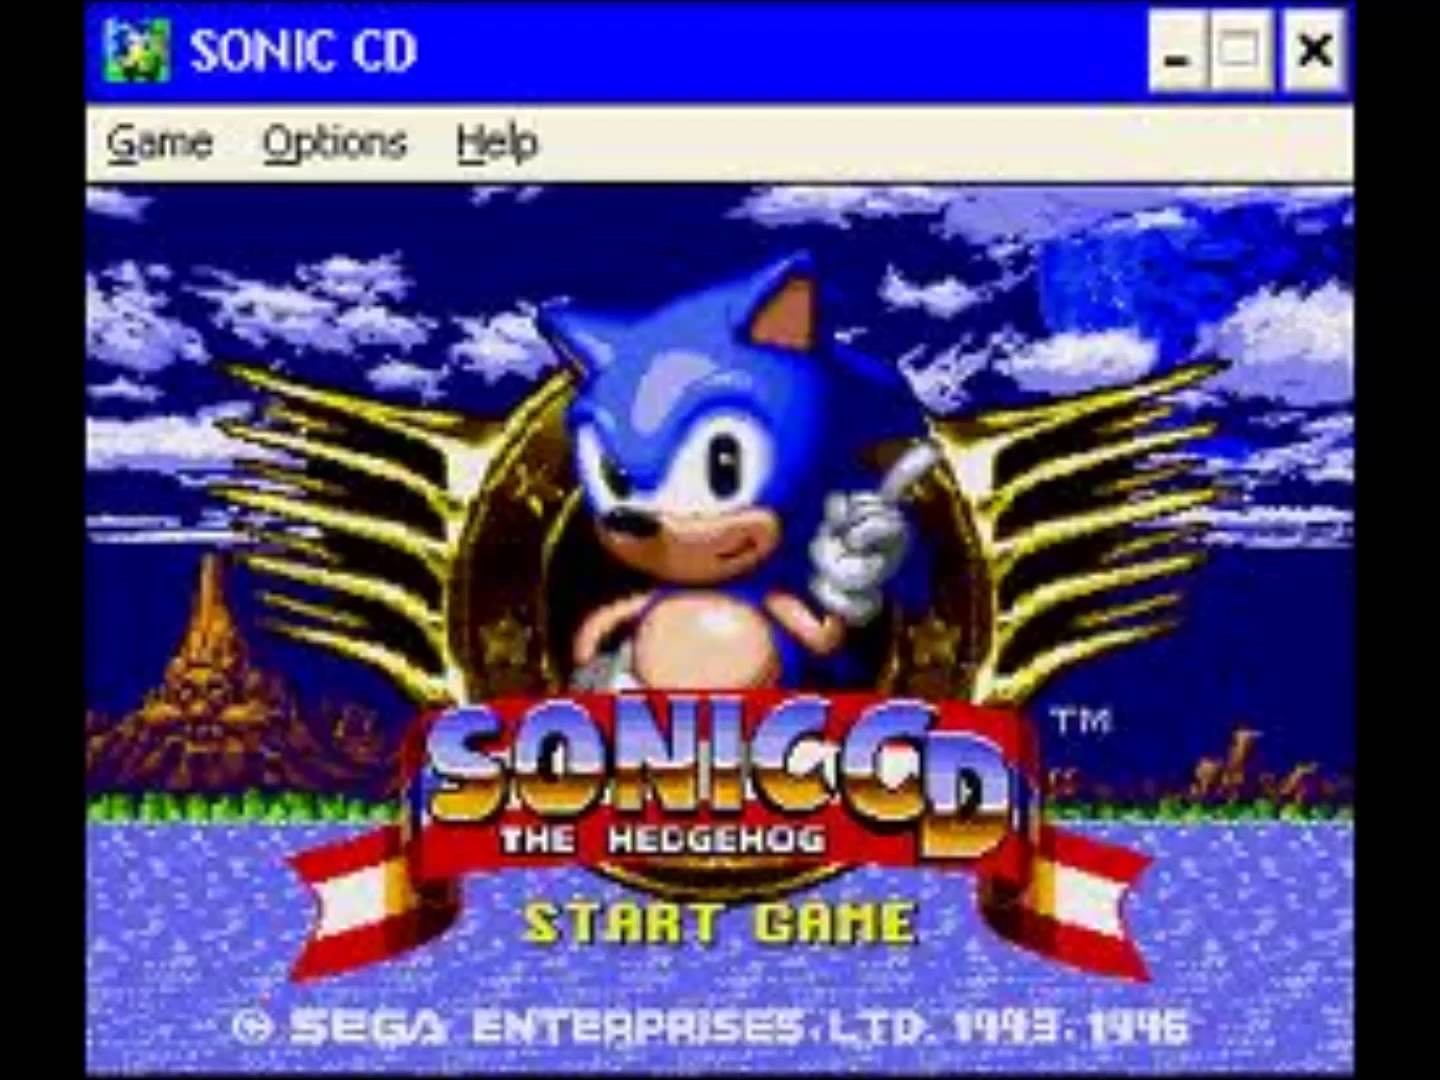 SONIC CD
Game Options Help
SONIC CD
TM
THE HEDGEHOG
START GAME
© SEGA ENTERPRISES, LTD. 1993, 1996